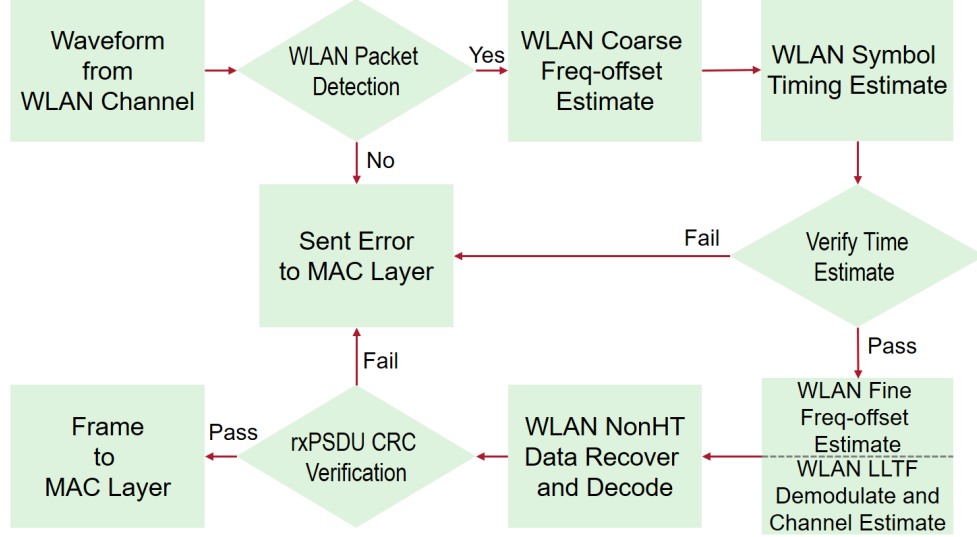 Waveform
from
WLAN Channel
WLAN Packet
Detection
Yes
WLAN Coarse
Freq-offset
Estimate
WLAN Symbol
Timing Estimate
No
Sent Error
to MAC Layer
Fail
Verify Time
Estimate
Pass
Fail
Frame
to
MAC Layer
Pass
rxPSDU CRC
Verification
WLAN NonHT
Data Recover
and Decode
WLAN Fine
Freq-offset
Estimate
WLAN LLTF
Demodulate and
Channel Estimate